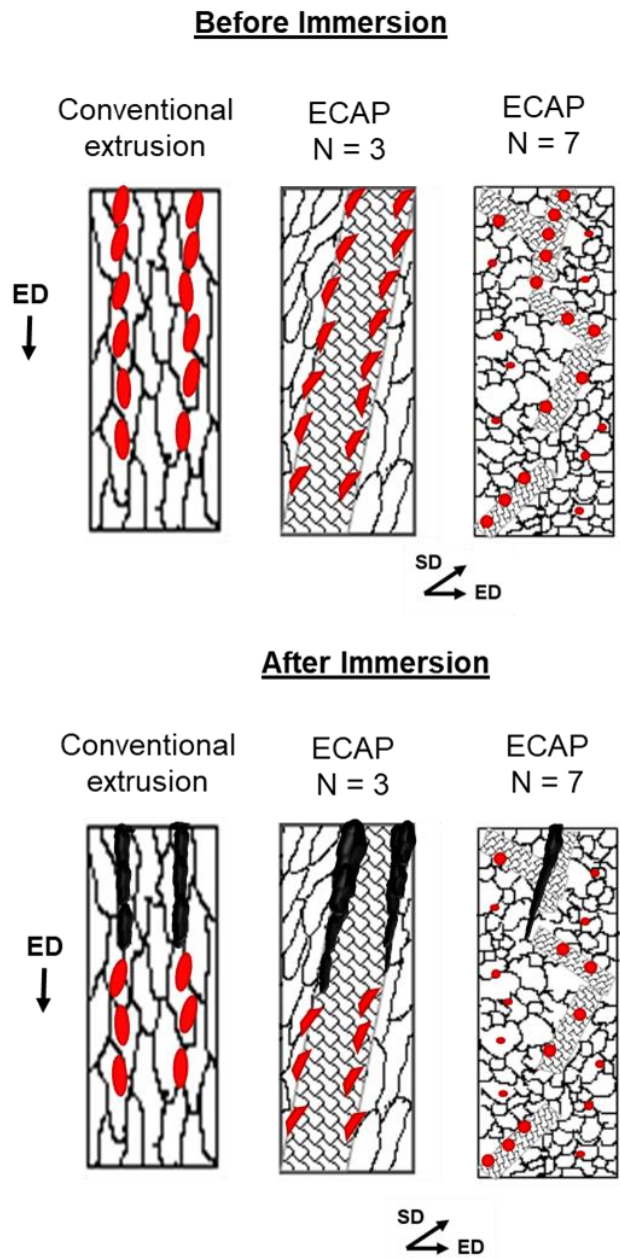 Before Immersion
Conventional
extrusion
ECAP
N = 3
ECAP
N = 7
ED
SD
ED
After Immersion
Conventional
extrusion
ECAP
N = 3
ECAP
N = 7
ED
SD
ED